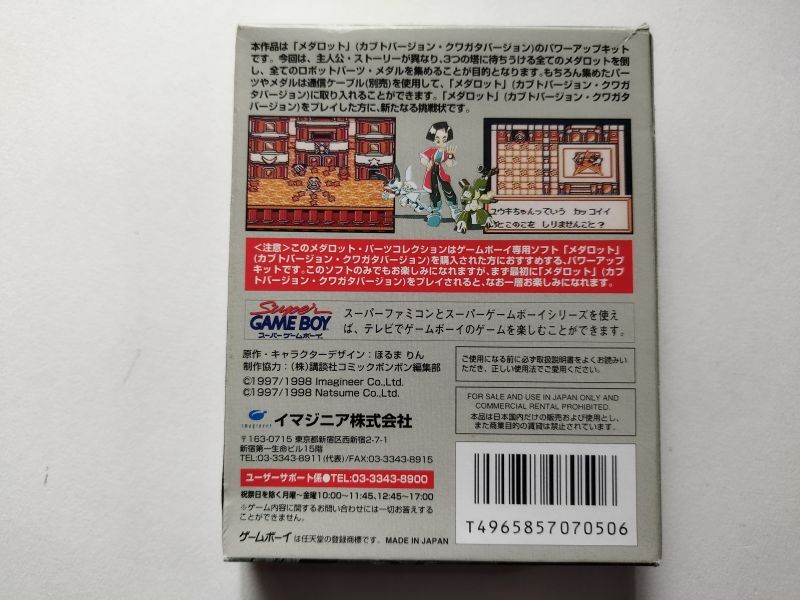 本作品は「メダロット」(カブトバージョン・クワガタバージョン)のパワーアップキット
です。今回は、主人公・ストーリーが異なり、3つの塔に待ちうける全てのメダロットを倒
し、全てのロボットパーツ・メダルを集めることが目的となります。もちろん集めたパー
ツやメダルは通信ケーブル(別売)を使用して、「メダロット」(カブトバージョン・クワガ
タバージョン)に取り入れることができます。「メダロット」(カブトバージョン・クワガタ
バージョン)をプレイした方に、新たなる挑戦状です。
ユウキちゃんっていう カッコイイ
おとこのこを しりませんこと?
<注意>このメダロット・パーツコレクションはゲームボーイ専用ソフト「メダロット」
(カブトバージョン・クワガタバージョン)を購入された方におすすめする、パワーアップ
キットです。このソフトのみでもお楽しみになれますが、まず最初に「メダロット」(カブ
トバージョン・クワガタバージョン)をプレイされると、なお一層お楽しみになれます。
Super
GAME BOY
スーパーゲームボーイ
スーパーファミコンとスーパーゲームボーイシリーズを使え
ば、テレビでゲームボーイのゲームを楽しむことができます。
原作・キャラクターデザイン:ほるま りん
制作協力:(株)講談社コミックボンボン編集部
©1997/1998 Imagineer Co.,Ltd.
©1997/1998 Natsume Co.,Ltd.
imagineer イマジニア株式会社
〒163-0715 東京都新宿区西新宿2-7-1
新宿第一生命ビル15階
TEL:03-3343-8911(代表)/FAX:03-3343-8915
ユーザーサポート係●TEL:03-3343-8900
祝祭日を除く月曜~金曜10:00~11:45、12:45~17:00
※ゲーム内容に関するお問い合わせには一切お答えする
ことができません。
ゲームボーイ は任天堂の登録商標です。 MADE IN JAPAN
ご使用になる前に必ず取扱説明書をよくお読みい
ただき、正しい使用法でご愛用ください。
FOR SALE AND USE IN JAPAN ONLY AND
COMMERCIAL RENTAL PROHIBITED.
本品は日本国内だけの販売および使用とし、
また商業目的の賃貸は禁止されています。
T4965857070506